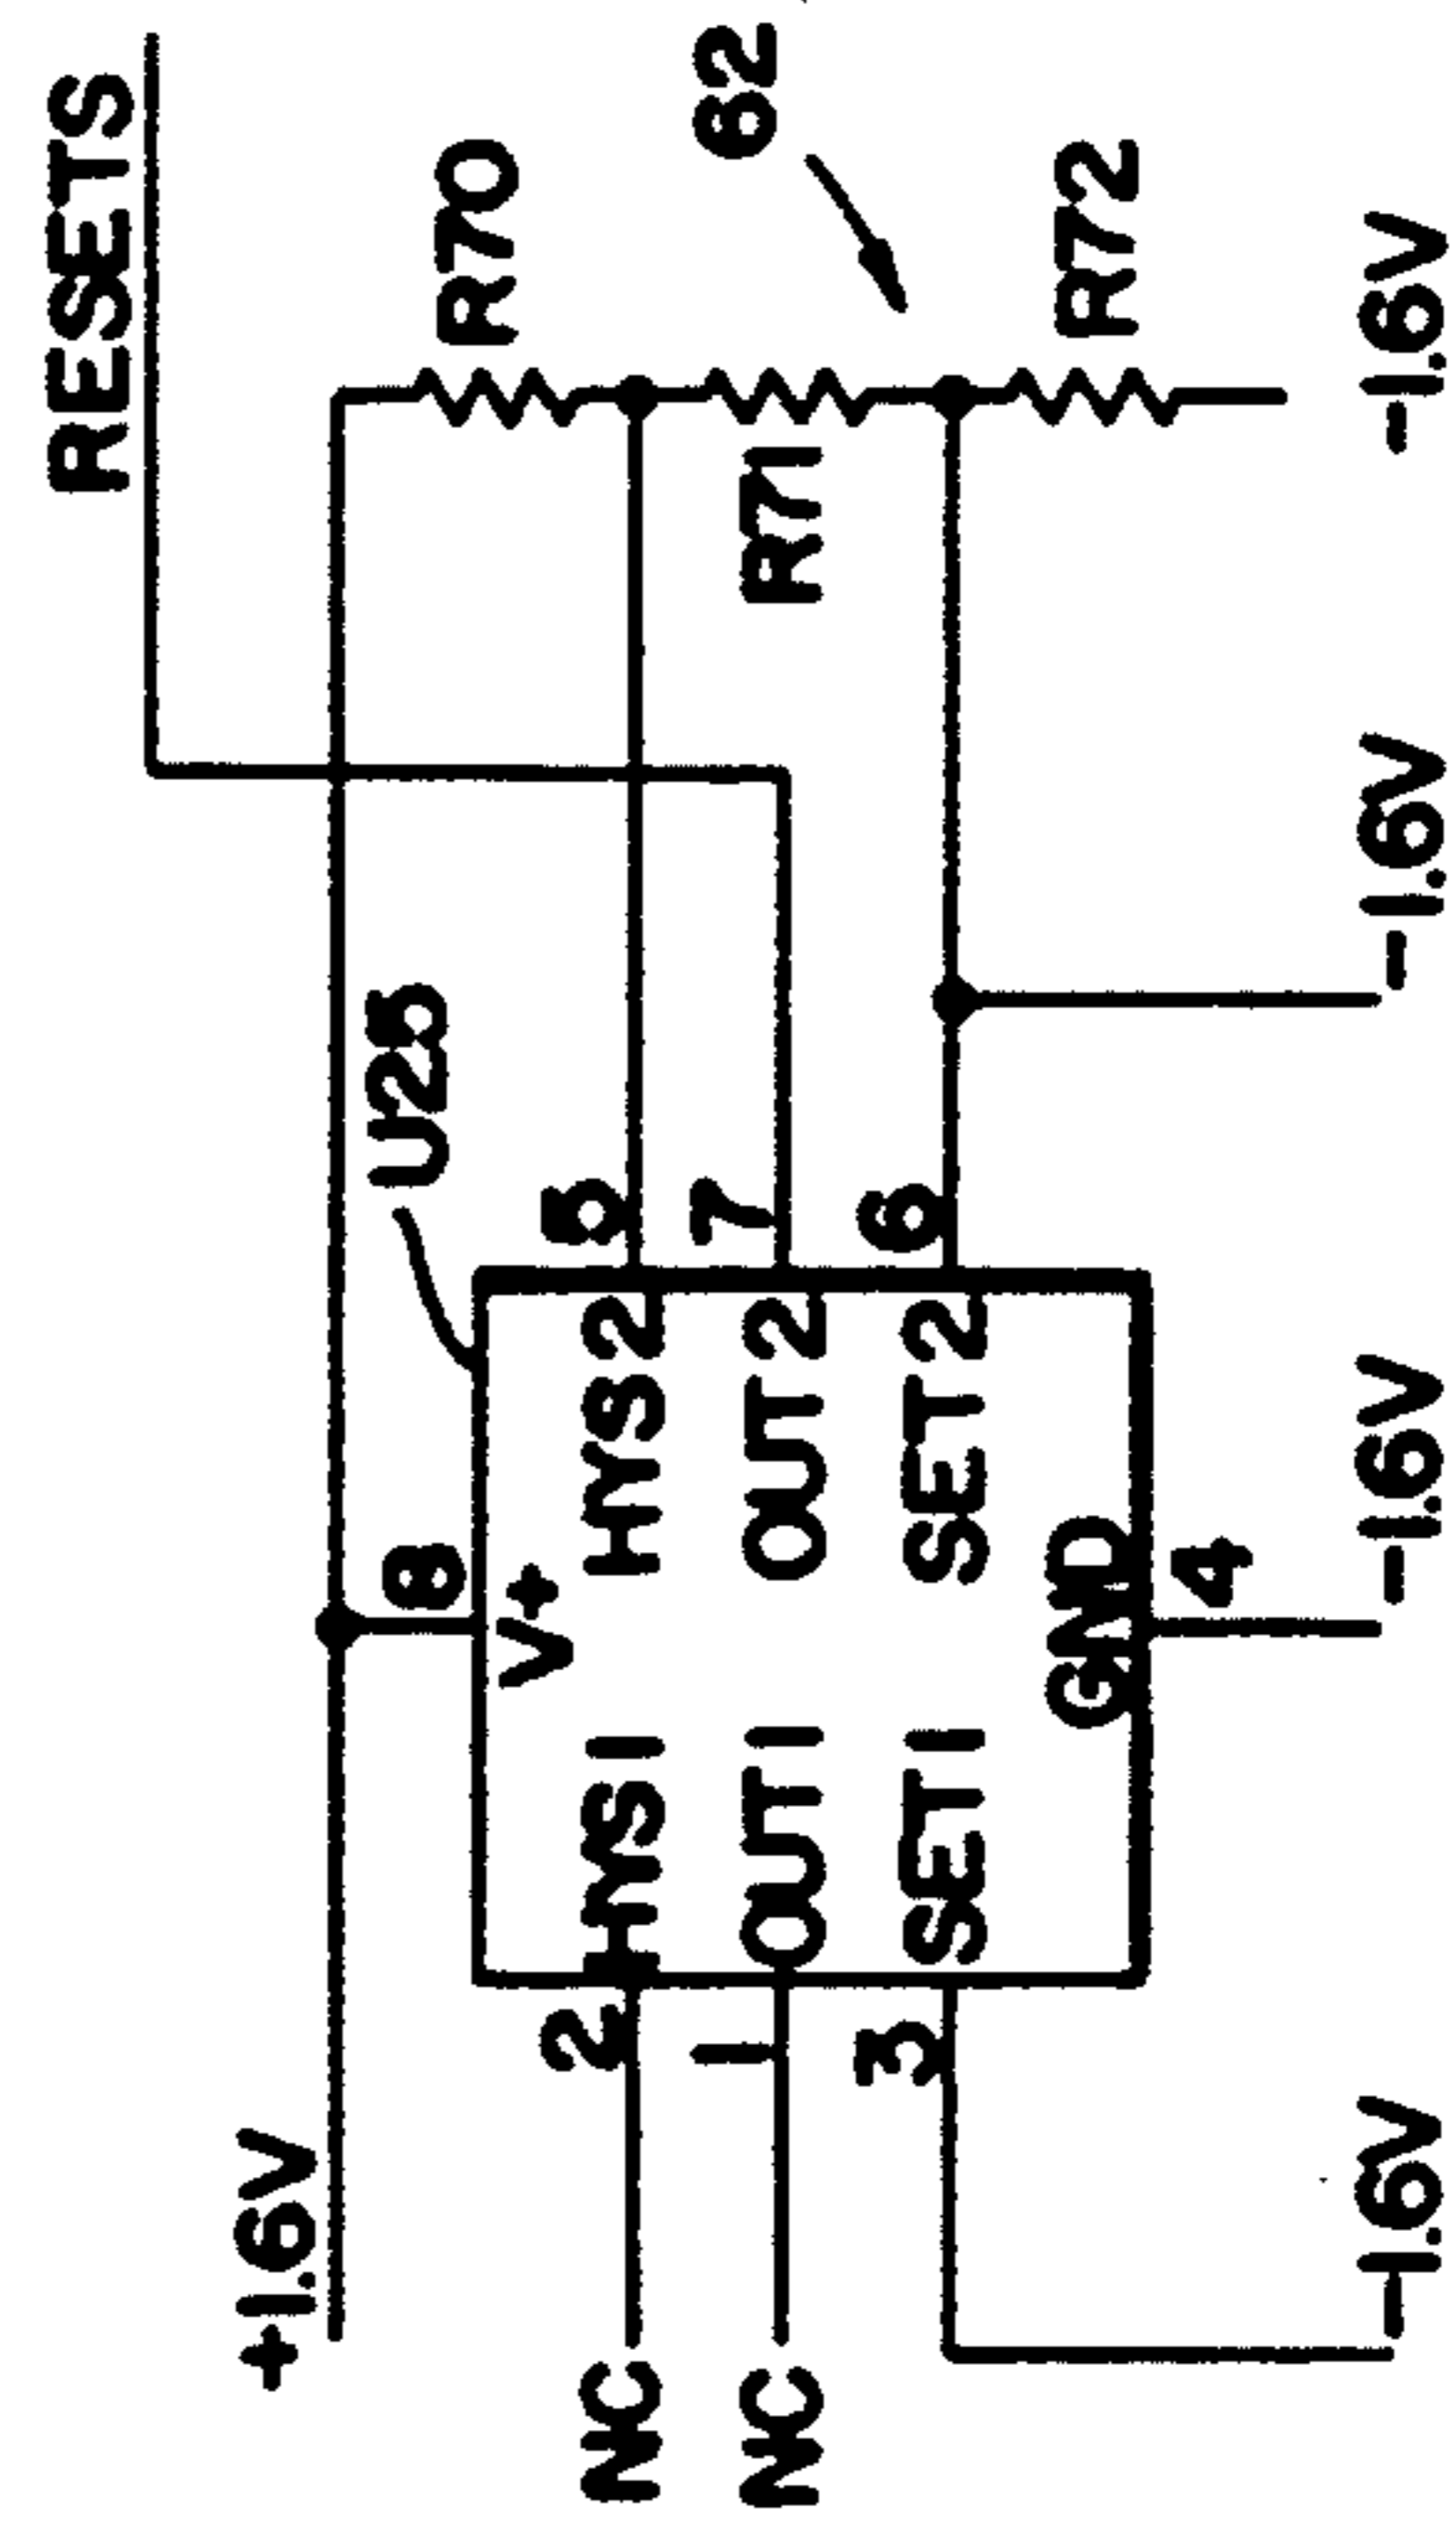 RESETS
+1.6V
R70
62
R71
R72
U25
8
V+
2
HYS1
HYS2
5
NC
1
OUT1
OUT2
7
NC
3
SET1
SET2
6
GND
4
-1.6V
-1.6V
-1.6V
-1.6V